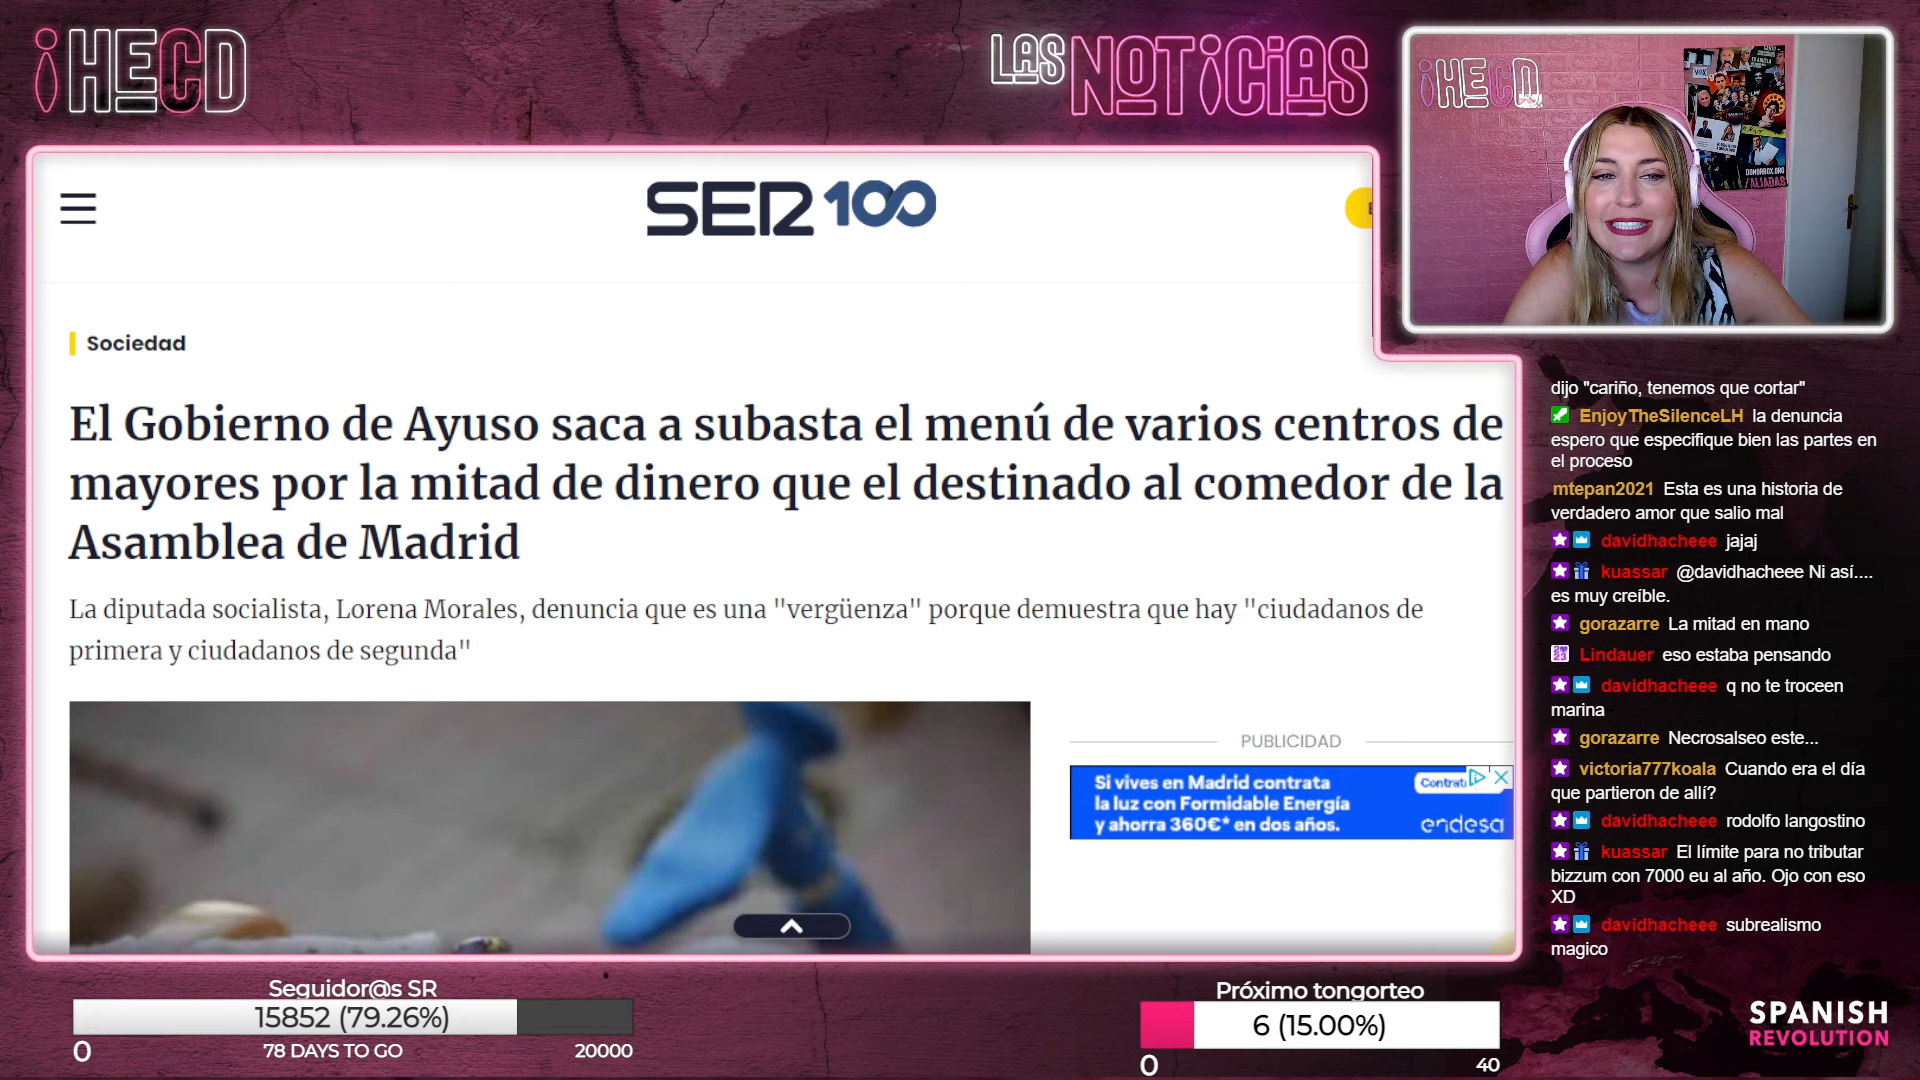 ¡HECD
LAS NOTICIAS
SER 100
Sociedad
El Gobierno de Ayuso saca a subasta el menú de varios centros de
mayores por la mitad de dinero que el destinado al comedor de la
Asamblea de Madrid
La diputada socialista, Lorena Morales, denuncia que es una "vergüenza" porque demuestra que hay "ciudadanos de
primera y ciudadanos de segunda"
PUBLICIDAD
Si vives en Madrid contrata
la luz con Formidable Energía
y ahorra 360€* en dos años.
endesa
¡HECD
VOX
DONORBOX.ORG
/ALIADAS
dijo "cariño, tenemos que cortar"
EnjoyTheSilenceLH la denuncia
espero que especifique bien las partes en
el proceso
mtepan2021 Esta es una historia de
verdadero amor que salio mal
davidhacheee jajaj
kuassar @davidhacheee Ni así....
es muy creíble.
gorazarre La mitad en mano
Lindauer eso estaba pensando
davidhacheee q no te troceen
marina
gorazarre Necrosalseo este...
victoria777koala Cuando era el día
que partieron de allí?
davidhacheee rodolfo langostino
kuassar El límite para no tributar
bizzum con 7000 eu al año. Ojo con eso
XD
davidhacheee subrealismo
magico
Seguidor@s SR
15852 (79.26%)
0 78 DAYS TO GO 20000
Próximo tongorteo
6 (15.00%)
0 40
SPANISH
REVOLUTION